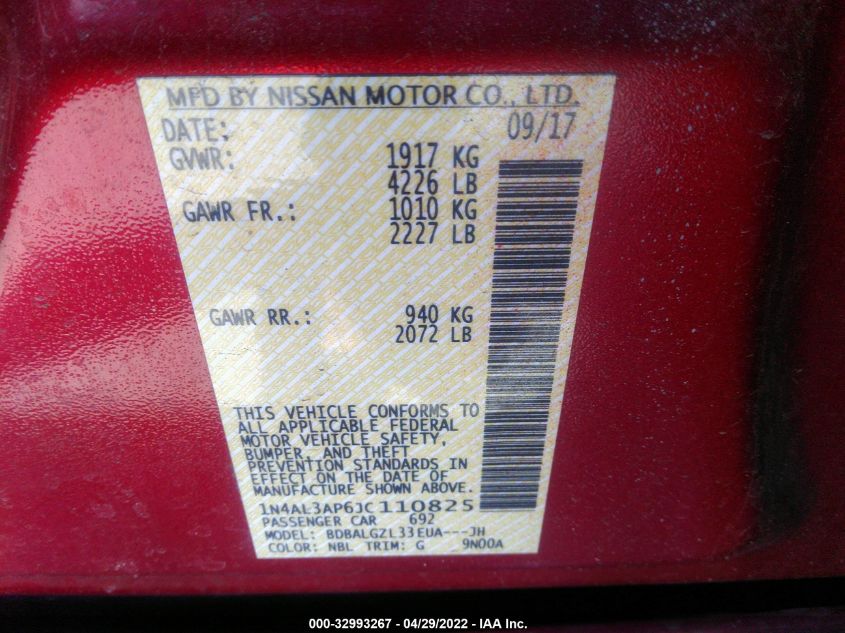 MFD BY NISSAN MOTOR CO., LTD.
DATE: 09/17
GVWR: 1917 KG
4226 LB
GAWR FR.: 1010 KG
2227 LB
GAWR RR.: 940 KG
2072 LB
THIS VEHICLE CONFORMS TO
ALL APPLICABLE FEDERAL
MOTOR VEHICLE SAFETY,
BUMPER, AND THEFT
PREVENTION STANDARDS IN
EFFECT ON THE DATE OF
MANUFACTURE SHOWN ABOVE.
1N4AL3AP6JC110825
PASSENGER CAR 692
MODEL: BDBALGZL33EUA---JH
COLOR: NBL TRIM: G 9N00A
000-32993267 - 04/29/2022 - IAA Inc.